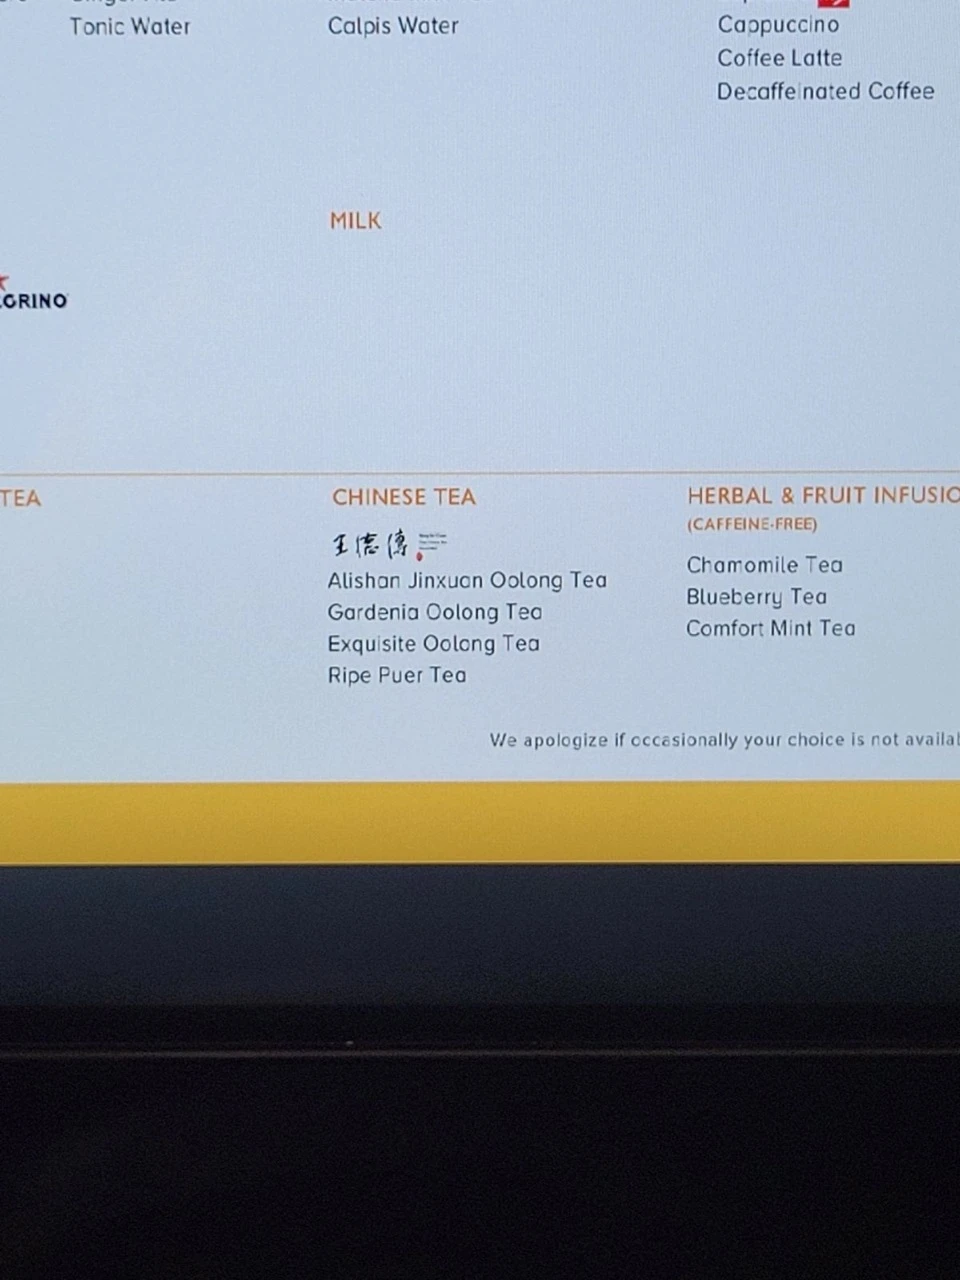 Tonic Water
Calpis Water
Cappuccino
Coffee Latte
Decaffeinated Coffee
MILK
GRINO
TEA
CHINESE TEA
王德傳
Alishan Jinxuan Oolong Tea
Gardenia Oolong Tea
Exquisite Oolong Tea
Ripe Puer Tea
HERBAL & FRUIT INFUSIO
(CAFFEINE-FREE)
Chamomile Tea
Blueberry Tea
Comfort Mint Tea
We apologize if occasionally your choice is not availab